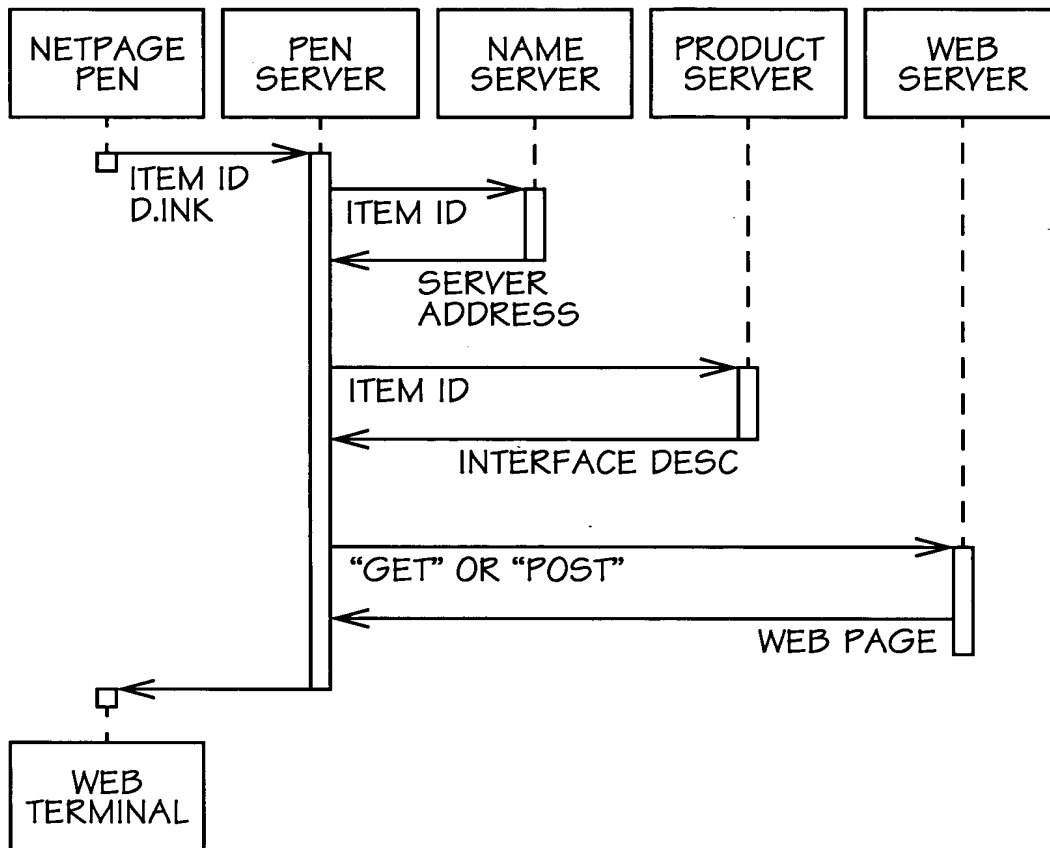 NETPAGE
PEN
PEN
SERVER
NAME
SERVER
PRODUCT
SERVER
WEB
SERVER
ITEM ID
D.INK
ITEM ID
SERVER
ADDRESS
ITEM ID
INTERFACE DESC
“GET” OR “POST”
WEB PAGE
WEB
TERMINAL